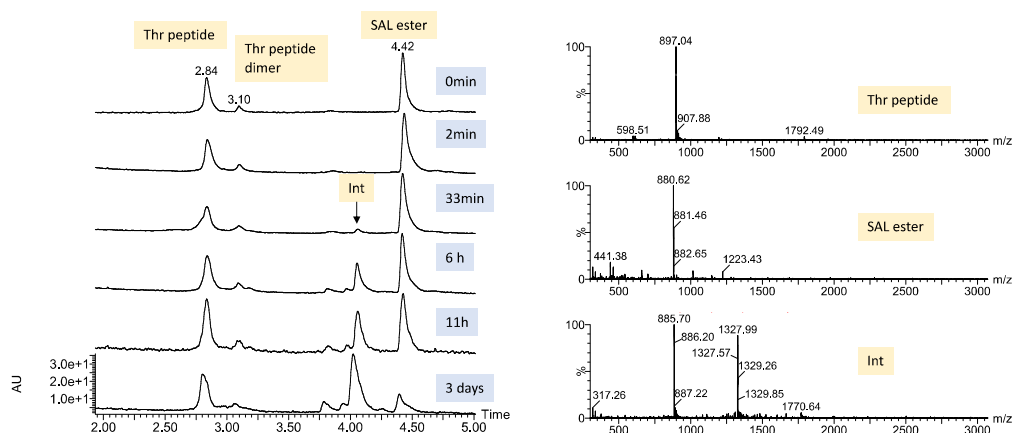 Thr peptide
Thr peptide
dimer
SAL ester
2.84
3.10
4.42
0min
2min
Int
33min
6 h
11h
3 days
AU
3.0e+1
2.0e+1
1.0e+1
Time
2.00 2.50 3.00 3.50 4.00 4.50 5.00
100
%
0
897.04
907.88
598.51
1792.49
Thr peptide
500 1000 1500 2000 2500 3000 m/z
100
%
0
880.62
881.46
882.65
441.38
1223.43
SAL ester
500 1000 1500 2000 2500 3000 m/z
100
%
0
885.70
886.20
887.22
317.26
1327.99
1327.57
1329.26
1329.85
1770.64
Int
500 1000 1500 2000 2500 3000 m/z